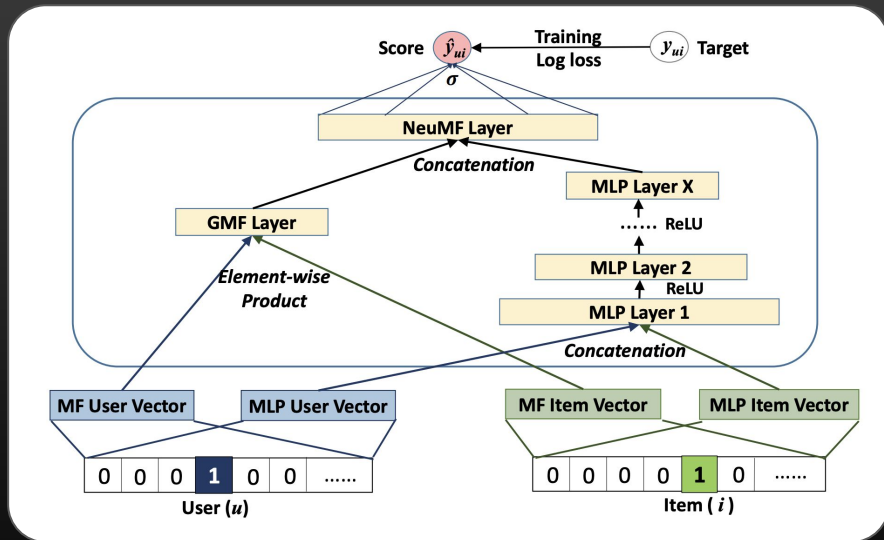 Score ŷui Training yui Target
Log loss
σ
NeuMF Layer
Concatenation
MLP Layer X
GMF Layer
...... ReLU
Element-wise
Product
MLP Layer 2
ReLU
MLP Layer 1
Concatenation
MF User Vector MLP User Vector MF Item Vector MLP Item Vector
0 0 0 1 0 0 ...... 0 0 0 0 1 0 ......
User (u) Item ( i )